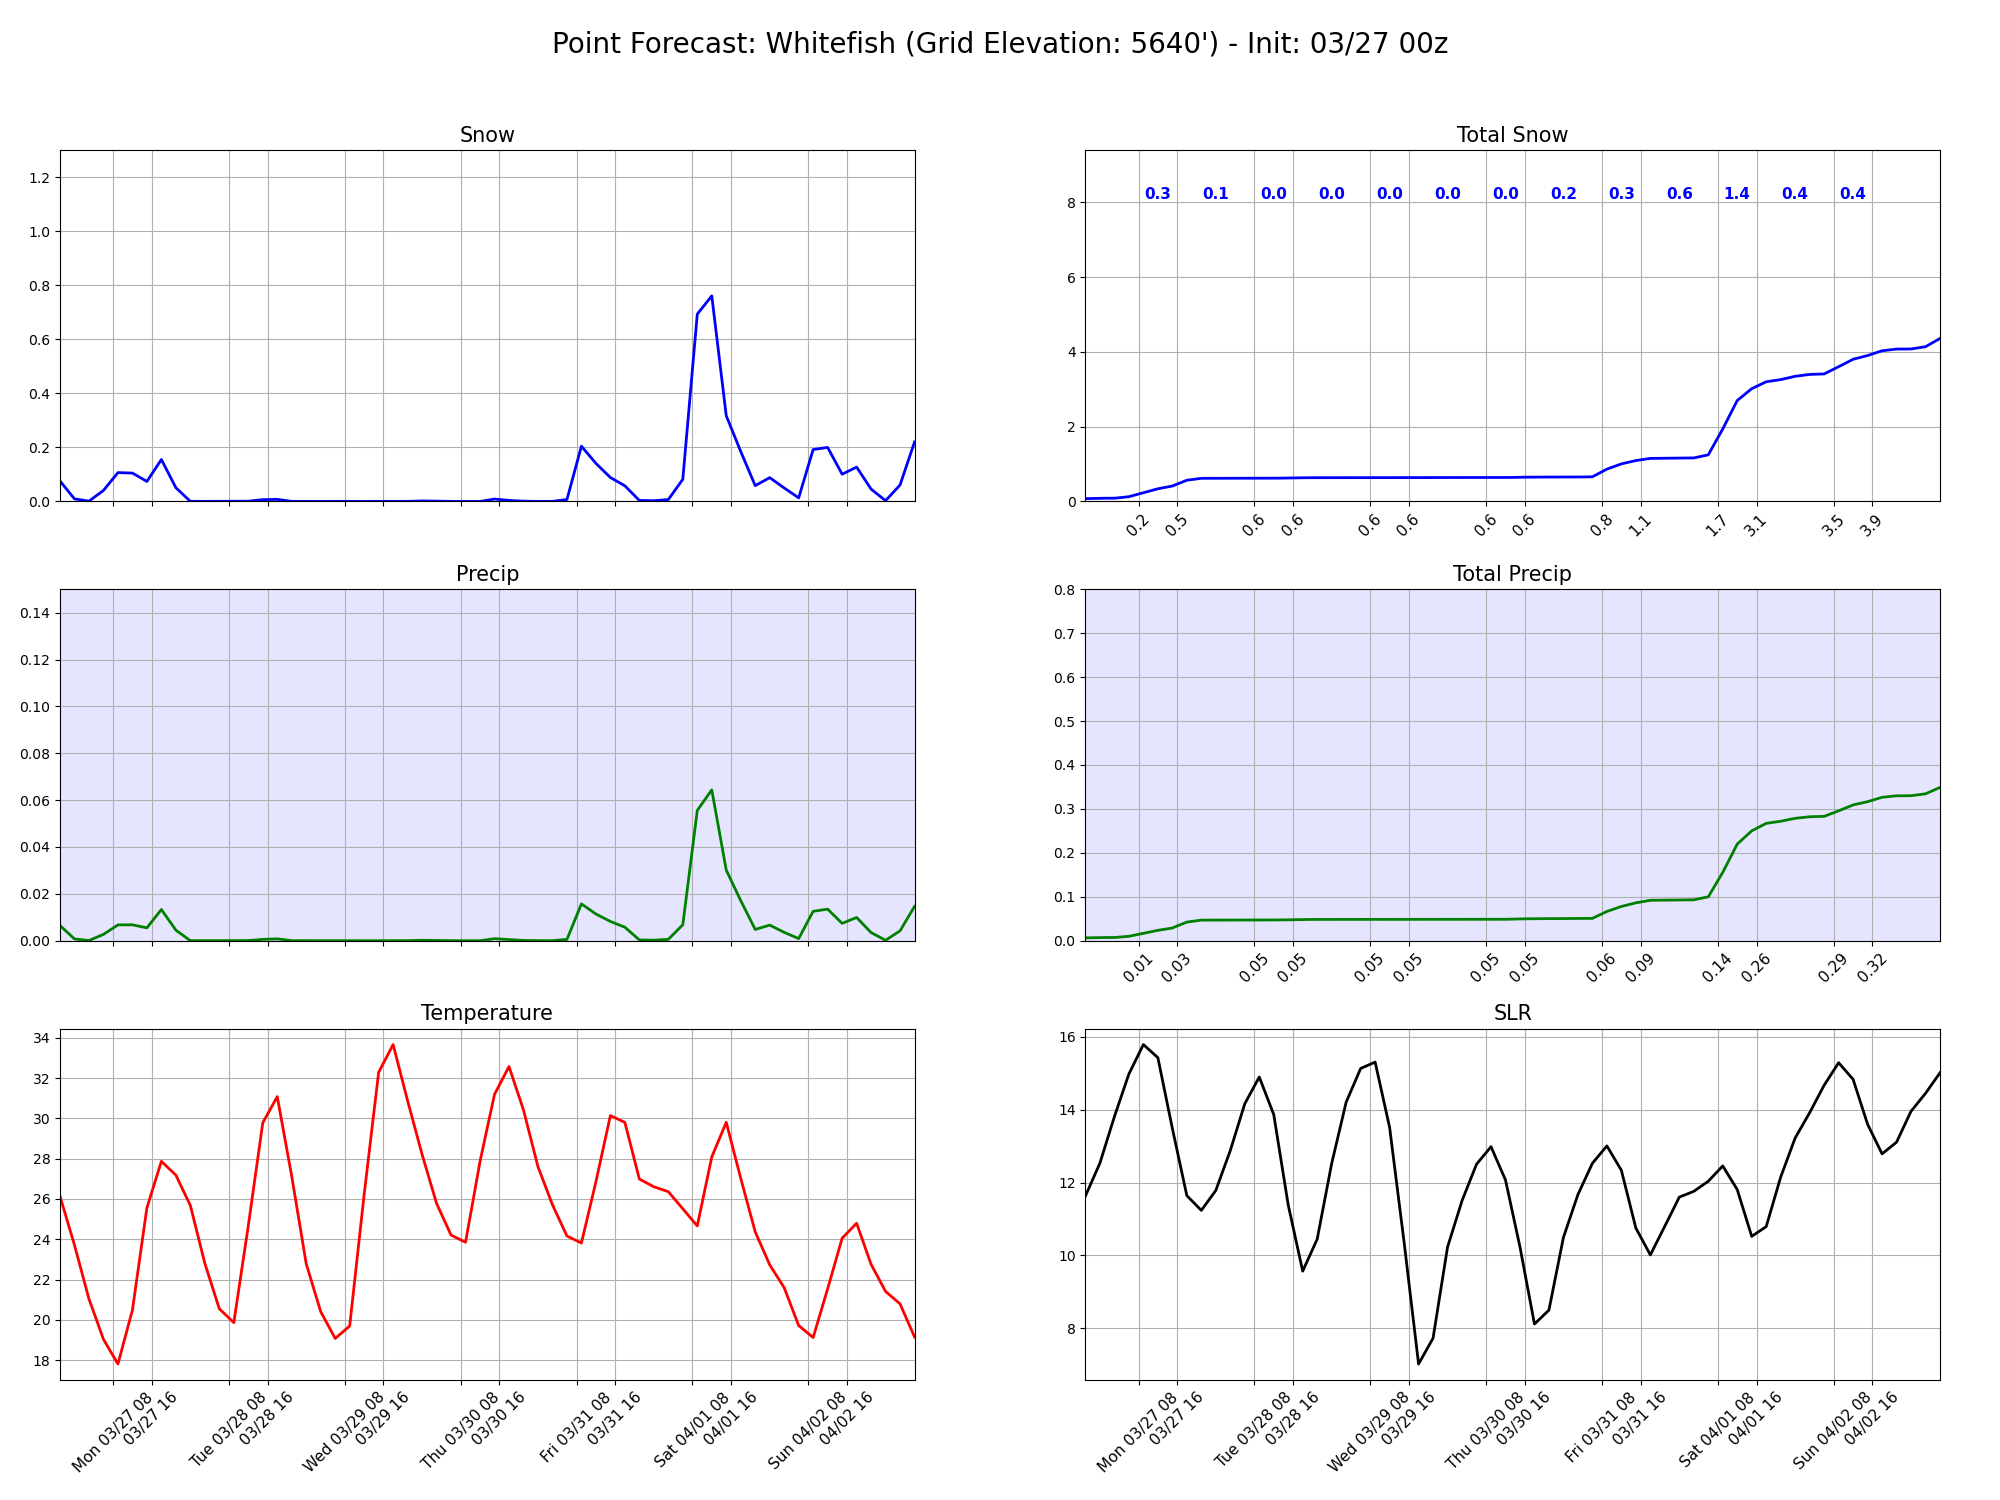 Point Forecast: Whitefish (Grid Elevation: 5640') - Init: 03/27 00z
Snow
1.2
1.0
0.8
0.6
0.4
0.2
0.0
Total Snow
0.3 0.1 0.0 0.0 0.0 0.0 0.0 0.2 0.3 0.6 1.4 0.4 0.4
8
6
4
2
0
0.2 0.5 0.6 0.6 0.6 0.6 0.6 0.6 0.8 1.1 1.7 3.1 3.5 3.9
Precip
0.14
0.12
0.10
0.08
0.06
0.04
0.02
0.00
Total Precip
0.8
0.7
0.6
0.5
0.4
0.3
0.2
0.1
0.0
0.01 0.03 0.05 0.05 0.05 0.05 0.05 0.05 0.06 0.09 0.14 0.26 0.29 0.32
Temperature
34
32
30
28
26
24
22
20
18
Mon 03/27 08
03/27 16
Tue 03/28 08
03/28 16
Wed 03/29 08
03/29 16
Thu 03/30 08
03/30 16
Fri 03/31 08
03/31 16
Sat 04/01 08
04/01 16
Sun 04/02 08
04/02 16
SLR
16
14
12
10
8
Mon 03/27 08
03/27 16
Tue 03/28 08
03/28 16
Wed 03/29 08
03/29 16
Thu 03/30 08
03/30 16
Fri 03/31 08
03/31 16
Sat 04/01 08
04/01 16
Sun 04/02 08
04/02 16